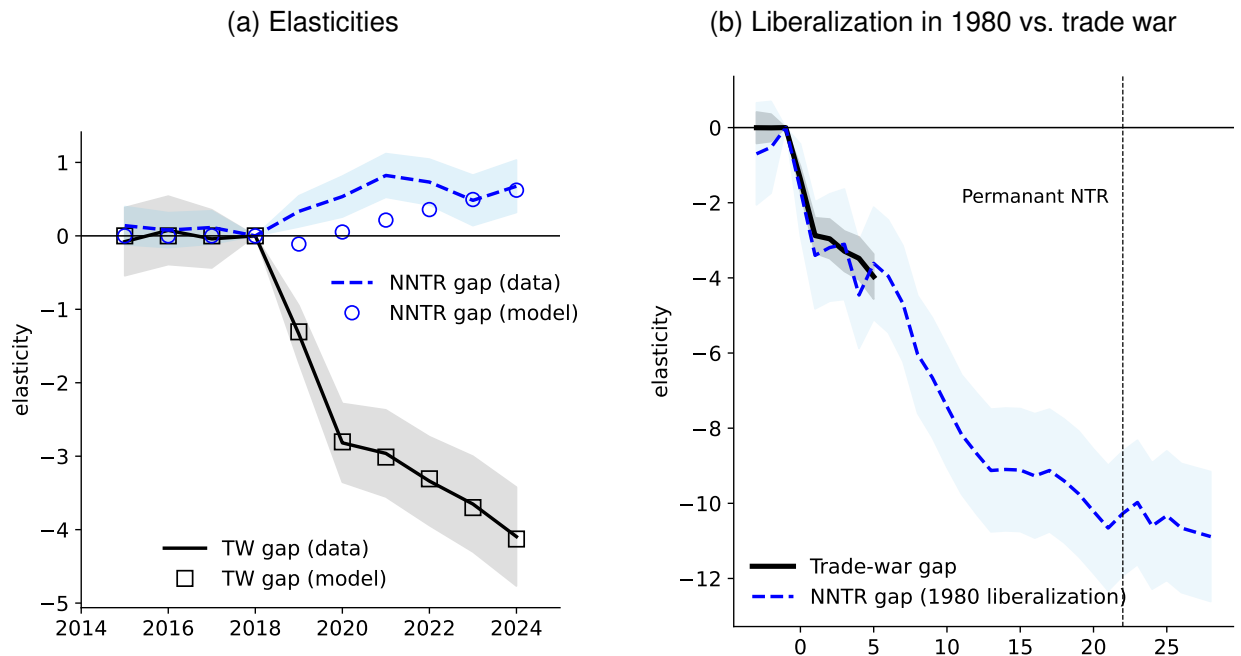 (a) Elasticities
1
0
−1
−2
−3
−4
−5
elasticity
NNTR gap (data)
NNTR gap (model)
TW gap (data)
TW gap (model)
2014 2016 2018 2020 2022 2024
(b) Liberalization in 1980 vs. trade war
0
−2
−4
−6
−8
−10
−12
elasticity
Permanant NTR
Trade-war gap
NNTR gap (1980 liberalization)
0 5 10 15 20 25